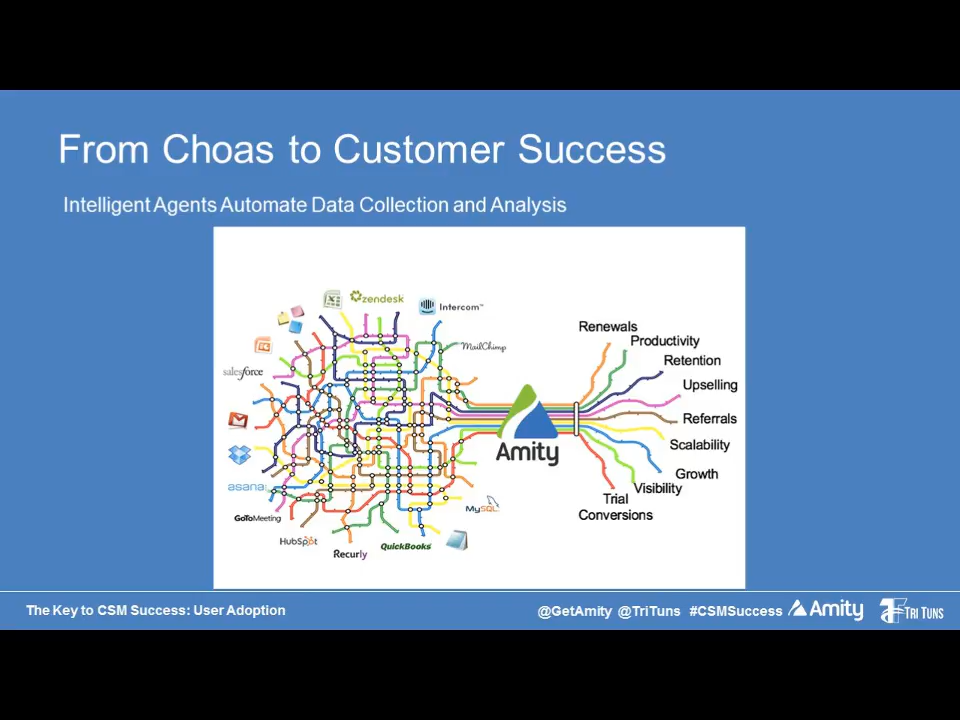 From Choas to Customer Success
Intelligent Agents Automate Data Collection and Analysis
zendesk
Intercom™
MailChimp
salesforce
asana
GoToMeeting
HubSpot
Recurly
QuickBooks
MySQL
Amity
Renewals
Productivity
Retention
Upselling
Referrals
Scalability
Growth
Visibility
Trial
Conversions
The Key to CSM Success: User Adoption
@GetAmity @TriTuns #CSMSuccess Amity TRI TUNS